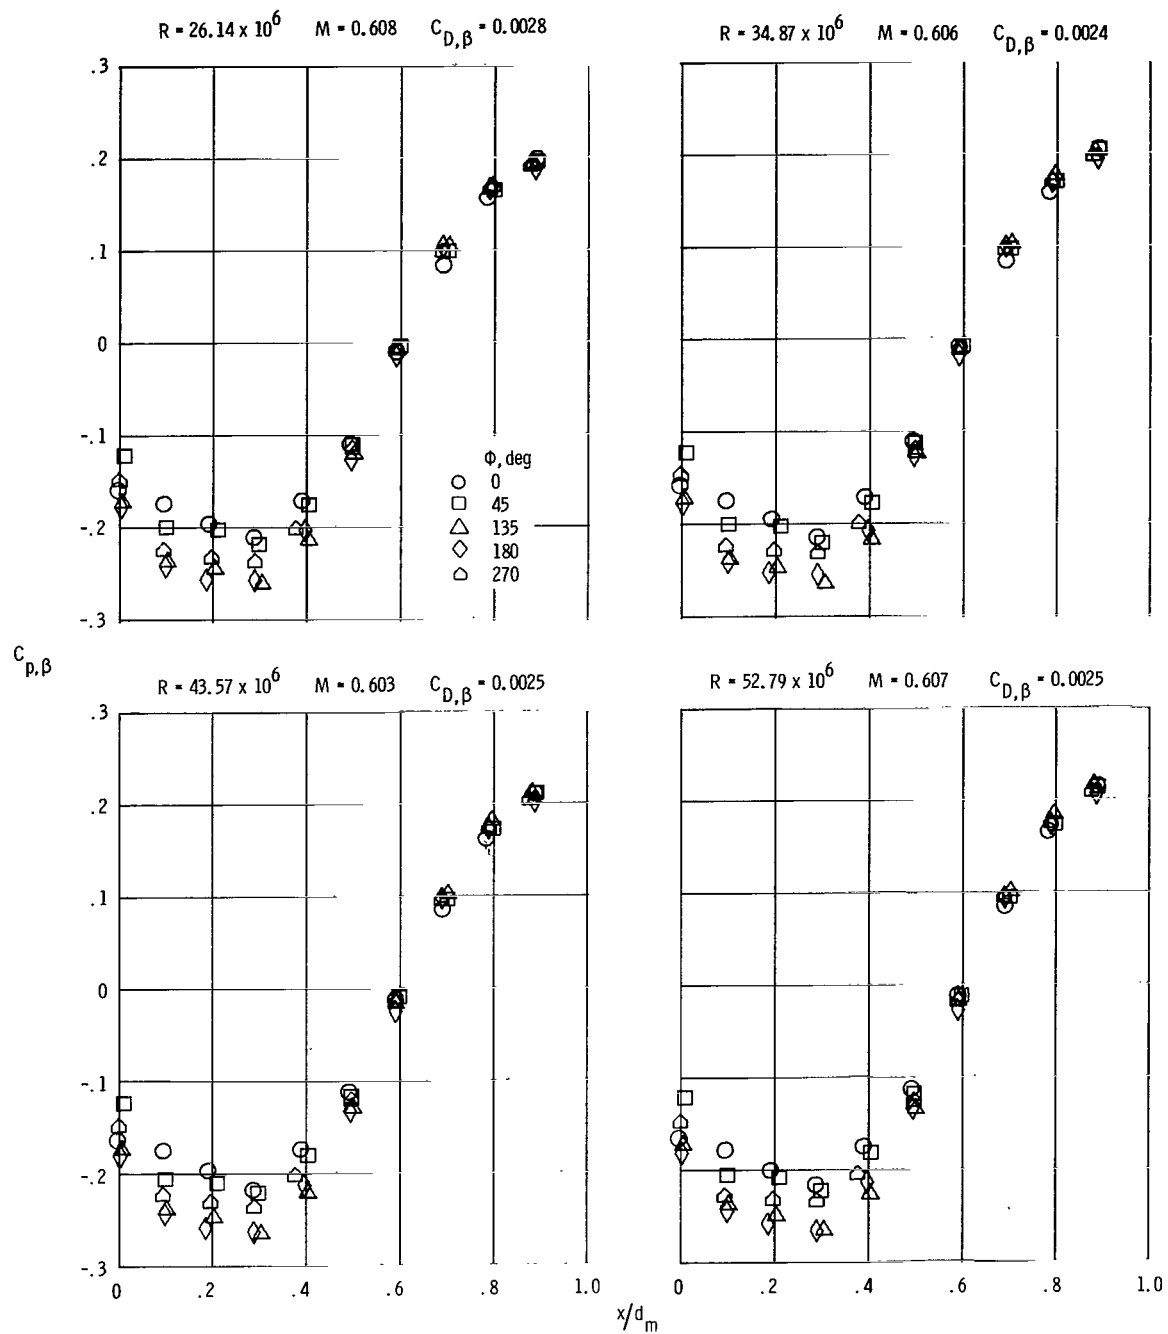 R = 26.14 x 10^6 M = 0.608 C_D,β = 0.0028
R = 34.87 x 10^6 M = 0.606 C_D,β = 0.0024
.3
.2
.1
0
-.1
-.2
-.3
Φ, deg
0
45
135
180
270
C_p,β
R = 43.57 x 10^6 M = 0.603 C_D,β = 0.0025
R = 52.79 x 10^6 M = 0.607 C_D,β = 0.0025
.3
.2
.1
0
-.1
-.2
-.3
0 .2 .4 .6 .8 1.0
0 .2 .4 .6 .8 1.0
x/d_m